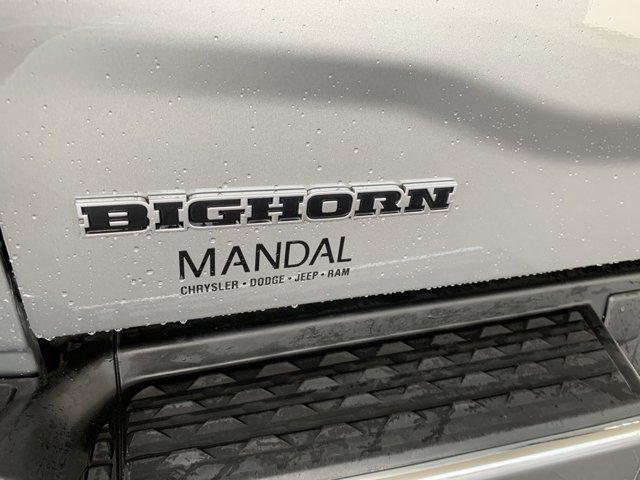 BIGHORN
MANDAL
CHRYSLER • DODGE • JEEP • RAM